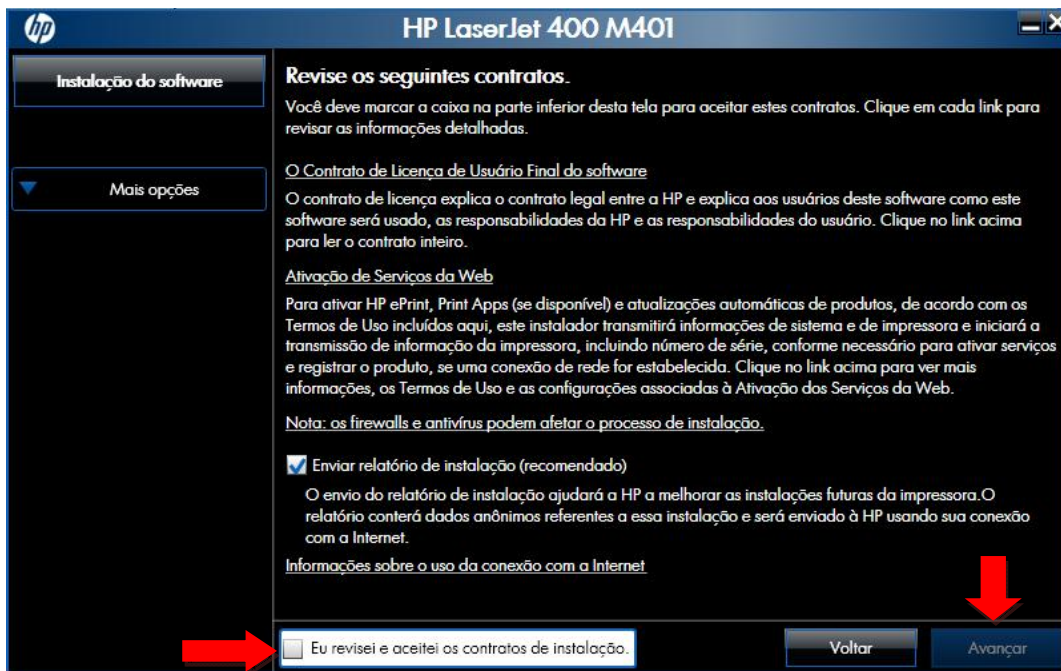 hp
HP LaserJet 400 M401
Instalação do software
Mais opções
Revise os seguintes contratos.
Você deve marcar a caixa na parte inferior desta tela para aceitar estes contratos. Clique em cada link para
revisar as informações detalhadas.
O Contrato de Licença de Usuário Final do software
O contrato de licença explica o contrato legal entre a HP e explica aos usuários deste software como este
software será usado, as responsabilidades da HP e as responsabilidades do usuário. Clique no link acima
para ler o contrato inteiro.
Ativação de Serviços da Web
Para ativar HP ePrint, Print Apps (se disponível) e atualizações automáticas de produtos, de acordo com os
Termos de Uso incluídos aqui, este instalador transmitirá informações de sistema e de impressora e iniciará a
transmissão de informação da impressora, incluindo número de série, conforme necessário para ativar serviços
e registrar o produto, se uma conexão de rede for estabelecida. Clique no link acima para ver mais
informações, os Termos de Uso e as configurações associadas à Ativação dos Serviços da Web.
Nota: os firewalls e antivírus podem afetar o processo de instalação.
Enviar relatório de instalação (recomendado)
O envio do relatório de instalação ajudará a HP a melhorar as instalações futuras da impressora.O
relatório conterá dados anônimos referentes a essa instalação e será enviado à HP usando sua conexão
com a Internet.
Informações sobre o uso da conexão com a Internet
Eu revisei e aceitei os contratos de instalação.
Voltar
Avançar